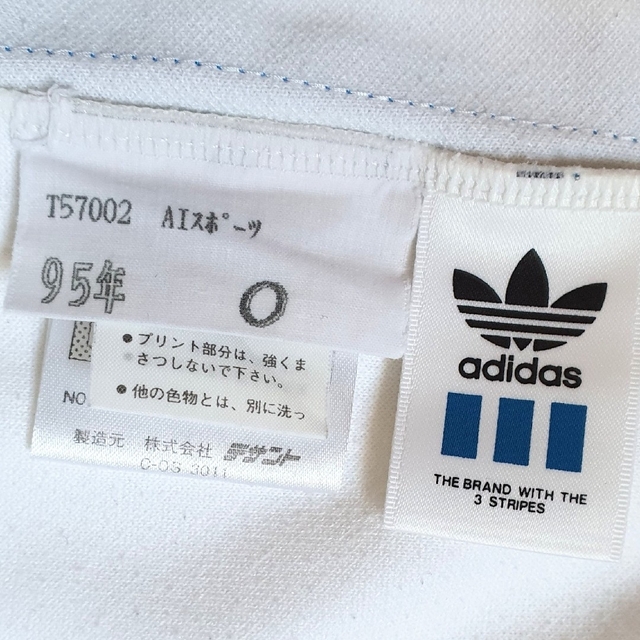 T57002 AIスポーツ
95年 O
●プリント部分は、強くま
さつしないで下さい。
●他の色物とは、別に洗っ
NO.
製造元 株式会社 デサント
C-OS 3011
adidas
THE BRAND WITH THE
3 STRIPES